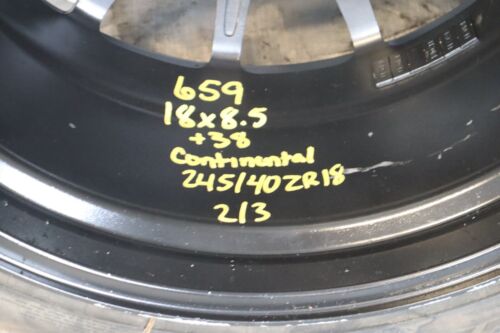 659
18x8.5
+38
Continental
245/40ZR18
2/3